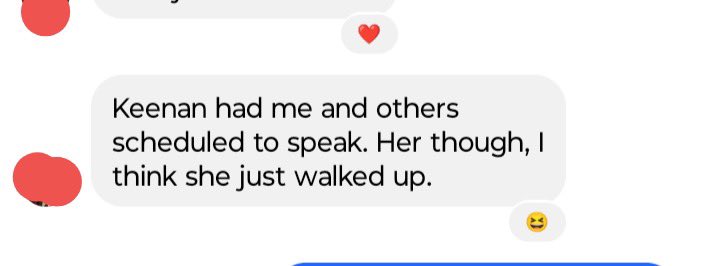 Keenan had me and others
scheduled to speak. Her though, I
think she just walked up.